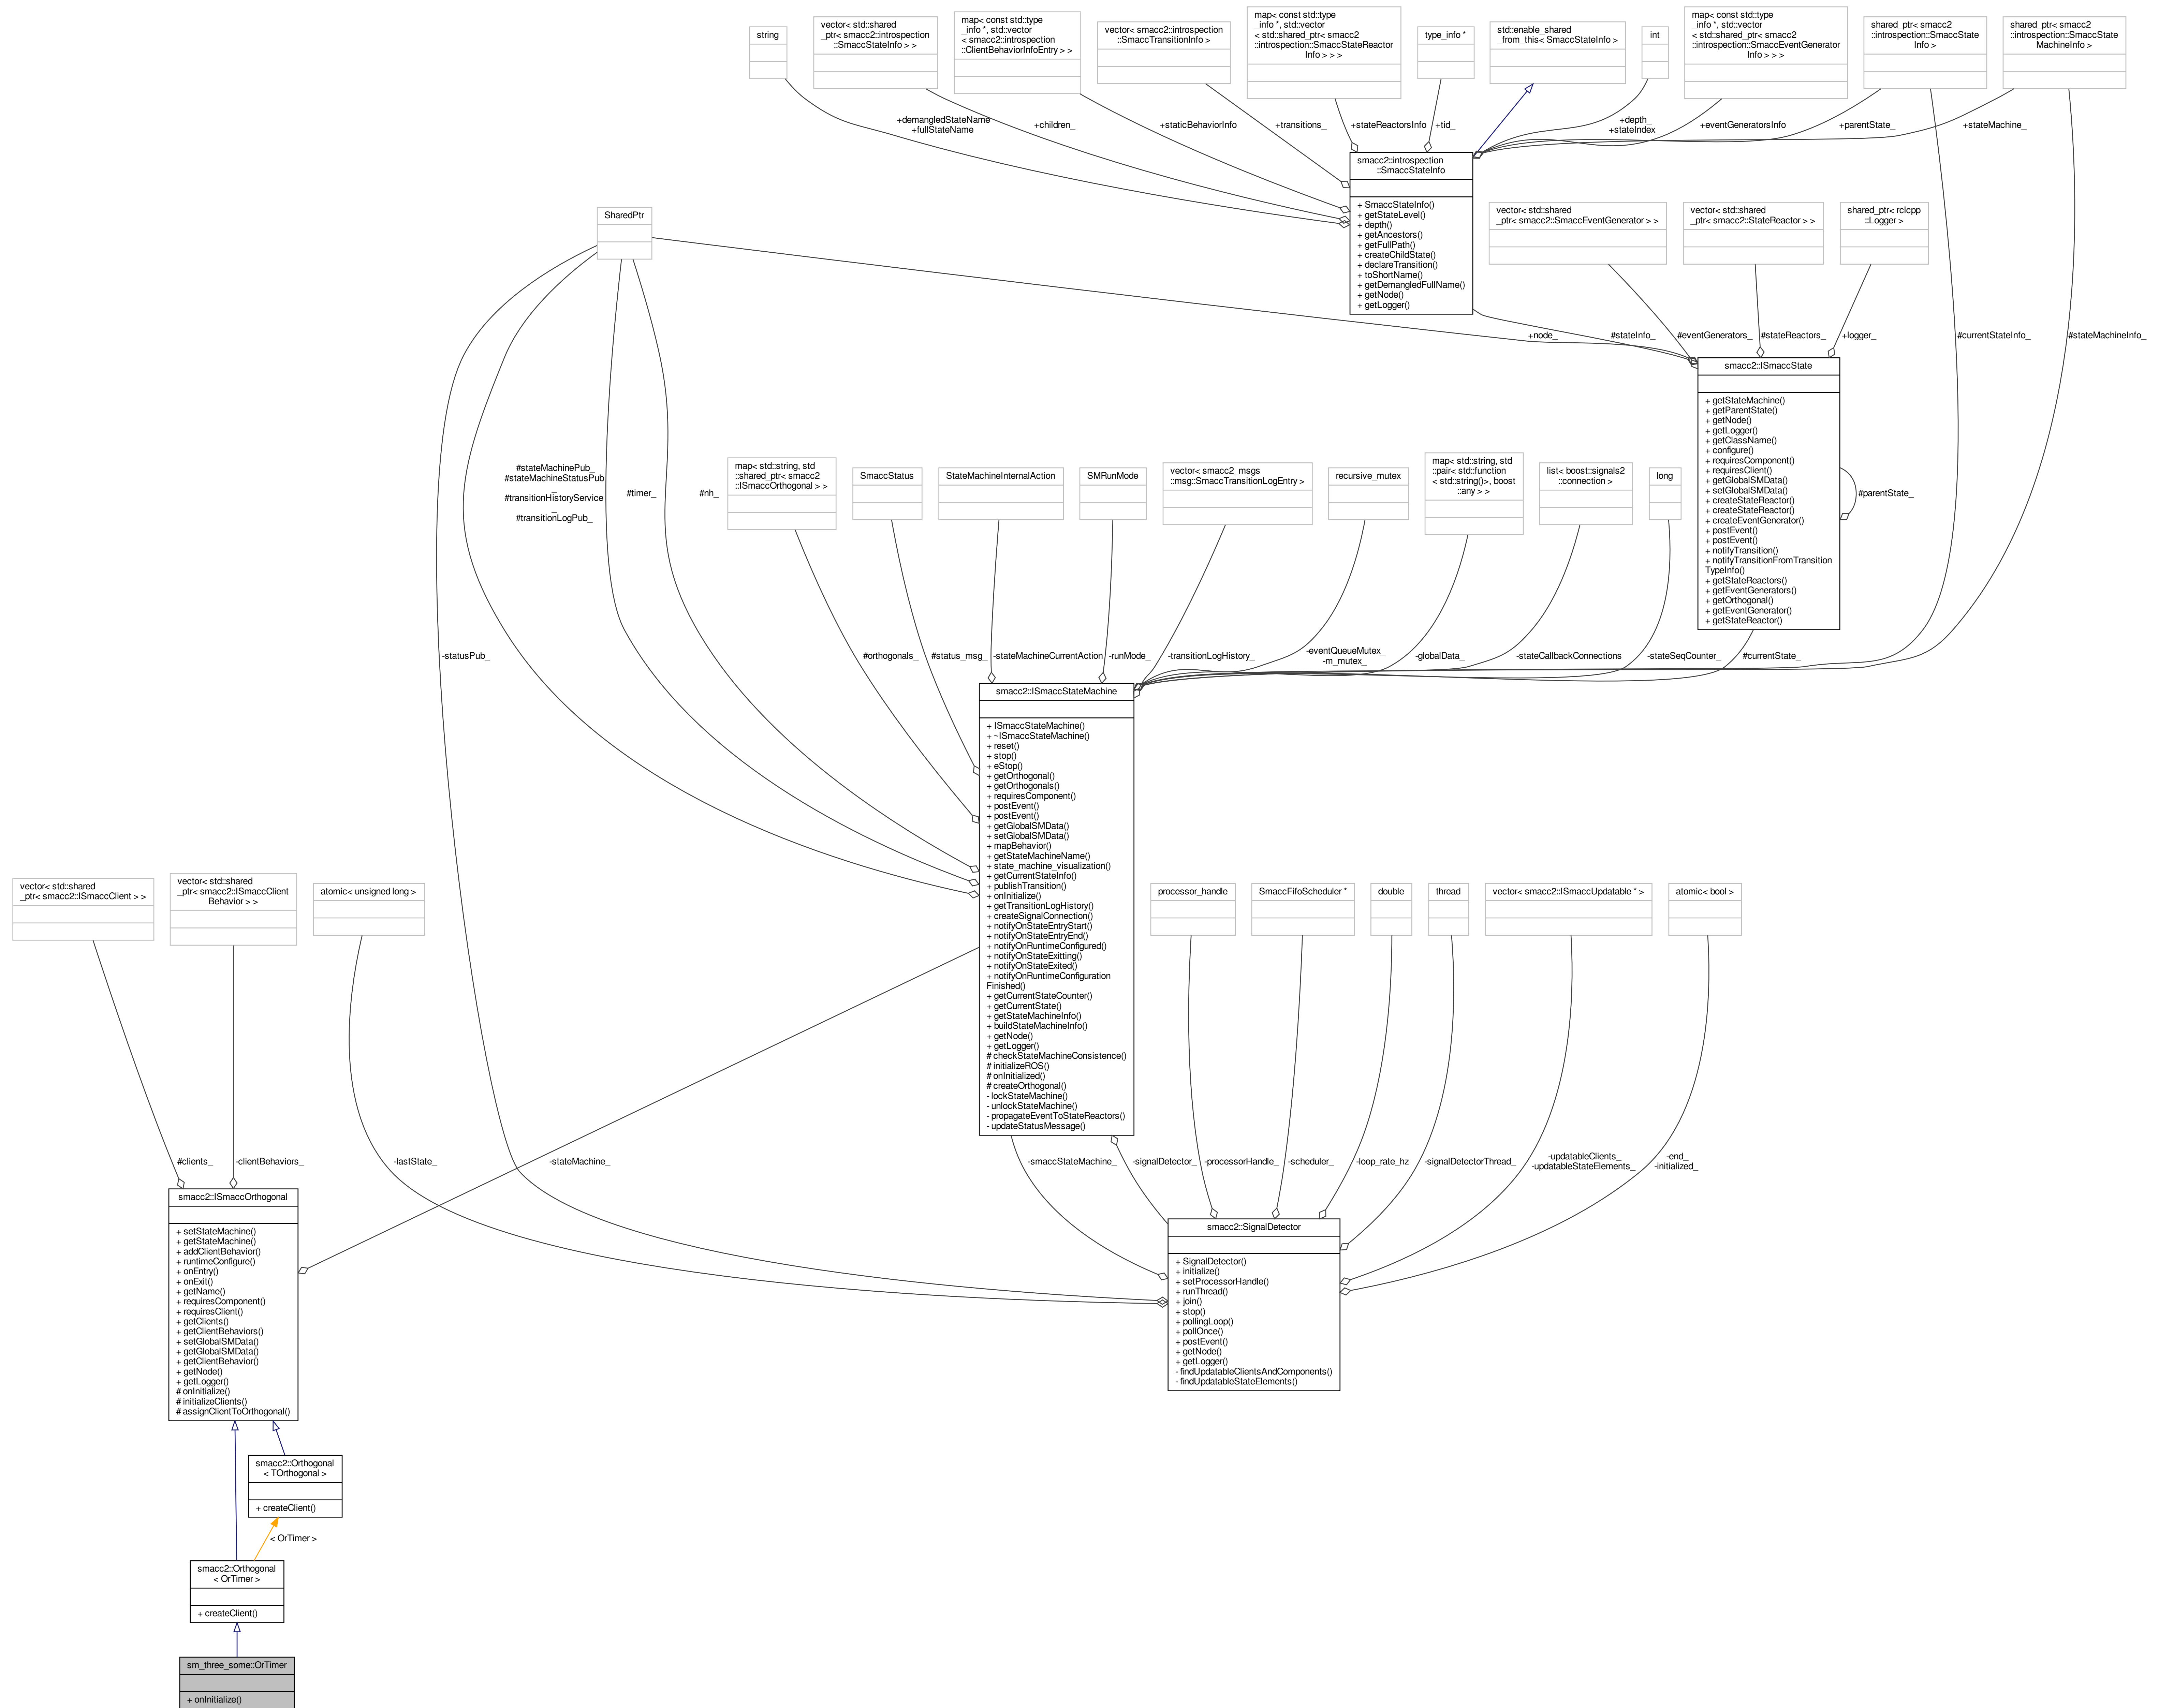 string
vector< std::shared
_ptr< smacc2::introspection
::SmaccStateInfo > >
map< const std::type
_info *, std::vector
< smacc2::introspection
::ClientBehaviorInfoEntry > >
vector< smacc2::introspection
::SmaccTransitionInfo >
map< const std::type
_info *, std::vector
< std::shared_ptr< smacc2
::introspection::SmaccStateReactor
Info > > >
type_info *
std::enable_shared
_from_this< SmaccStateInfo >
int
map< const std::type
_info *, std::vector
< std::shared_ptr< smacc2
::introspection::SmaccEventGenerator
Info > > >
shared_ptr< smacc2
::introspection::SmaccState
Info >
shared_ptr< smacc2
::introspection::SmaccState
MachineInfo >
+demangledStateName
+fullStateName
+children_
+staticBehaviorInfo
+transitions_
+stateReactorsInfo
+tid_
+depth_
+stateIndex_
+eventGeneratorsInfo
+parentState_
+stateMachine_
smacc2::introspection
::SmaccStateInfo
+ SmaccStateInfo()
+ getStateLevel()
+ depth()
+ getAncestors()
+ getFullPath()
+ createChildState()
+ declareTransition()
+ toShortName()
+ getDemangledFullName()
+ getNode()
+ getLogger()
SharedPtr
vector< std::shared
_ptr< smacc2::SmaccEventGenerator > >
vector< std::shared
_ptr< smacc2::StateReactor > >
shared_ptr< rclcpp
::Logger >
+node_
#stateInfo_
#eventGenerators_
#stateReactors_
+logger_
#currentStateInfo_
#stateMachineInfo_
smacc2::ISmaccState
+ getStateMachine()
+ getParentState()
+ getNode()
+ getLogger()
+ getClassName()
+ configure()
+ requiresComponent()
+ requiresClient()
+ getGlobalSMData()
+ setGlobalSMData()
+ createStateReactor()
+ createStateReactor()
+ createEventGenerator()
+ postEvent()
+ postEvent()
+ notifyTransition()
+ notifyTransitionFromTransition
TypeInfo()
+ getStateReactors()
+ getEventGenerators()
+ getOrthogonal()
+ getEventGenerator()
+ getStateReactor()
#parentState_
#stateMachinePub_
#stateMachineStatusPub
_
#transitionHistoryService
_
#transitionLogPub_
#timer_
#nh_
map< std::string, std
::shared_ptr< smacc2
::ISmaccOrthogonal > >
SmaccStatus
StateMachineInternalAction
SMRunMode
vector< smacc2_msgs
::msg::SmaccTransitionLogEntry >
recursive_mutex
map< std::string, std
::pair< std::function
< std::string()>, boost
::any > >
list< boost::signals2
::connection >
long
-statusPub_
#orthogonals_
#status_msg_
-stateMachineCurrentAction
-runMode_
-transitionLogHistory_
-eventQueueMutex_
-m_mutex_
-globalData_
-stateCallbackConnections
-stateSeqCounter_
#currentState_
smacc2::ISmaccStateMachine
+ ISmaccStateMachine()
+ ~ISmaccStateMachine()
+ reset()
+ stop()
+ eStop()
+ getOrthogonal()
+ getOrthogonals()
+ requiresComponent()
+ postEvent()
+ postEvent()
+ getGlobalSMData()
+ setGlobalSMData()
+ mapBehavior()
+ getStateMachineName()
+ state_machine_visualization()
+ getCurrentStateInfo()
+ publishTransition()
+ onInitialize()
+ getTransitionLogHistory()
+ createSignalConnection()
+ notifyOnStateEntryStart()
+ notifyOnStateEntryEnd()
+ notifyOnRuntimeConfigured()
+ notifyOnStateExitting()
+ notifyOnStateExited()
+ notifyOnRuntimeConfiguration
Finished()
+ getCurrentStateCounter()
+ getCurrentState()
+ getStateMachineInfo()
+ buildStateMachineInfo()
+ getNode()
+ getLogger()
# checkStateMachineConsistence()
# initializeROS()
# onInitialized()
# createOrthogonal()
- lockStateMachine()
- unlockStateMachine()
- propagateEventToStateReactors()
- updateStatusMessage()
vector< std::shared
_ptr< smacc2::ISmaccClient > >
vector< std::shared
_ptr< smacc2::ISmaccClient
Behavior > >
atomic< unsigned long >
processor_handle
SmaccFifoScheduler *
double
thread
vector< smacc2::ISmaccUpdatable * >
atomic< bool >
#clients_
-clientBehaviors_
-lastState_
-stateMachine_
-smaccStateMachine_
-signalDetector_
-processorHandle_
-scheduler_
-loop_rate_hz
-signalDetectorThread_
-updatableClients_
-updatableStateElements_
-end_
-initialized_
smacc2::ISmaccOrthogonal
+ setStateMachine()
+ getStateMachine()
+ addClientBehavior()
+ runtimeConfigure()
+ onEntry()
+ onExit()
+ getName()
+ requiresComponent()
+ requiresClient()
+ getClients()
+ getClientBehaviors()
+ setGlobalSMData()
+ getGlobalSMData()
+ getClientBehavior()
+ getNode()
+ getLogger()
# onInitialize()
# initializeClients()
# assignClientToOrthogonal()
smacc2::SignalDetector
+ SignalDetector()
+ initialize()
+ setProcessorHandle()
+ runThread()
+ join()
+ stop()
+ pollingLoop()
+ pollOnce()
+ postEvent()
+ getNode()
+ getLogger()
- findUpdatableClientsAndComponents()
- findUpdatableStateElements()
smacc2::Orthogonal
< TOrthogonal >
+ createClient()
< OrTimer >
smacc2::Orthogonal
< OrTimer >
+ createClient()
sm_three_some::OrTimer
+ onInitialize()